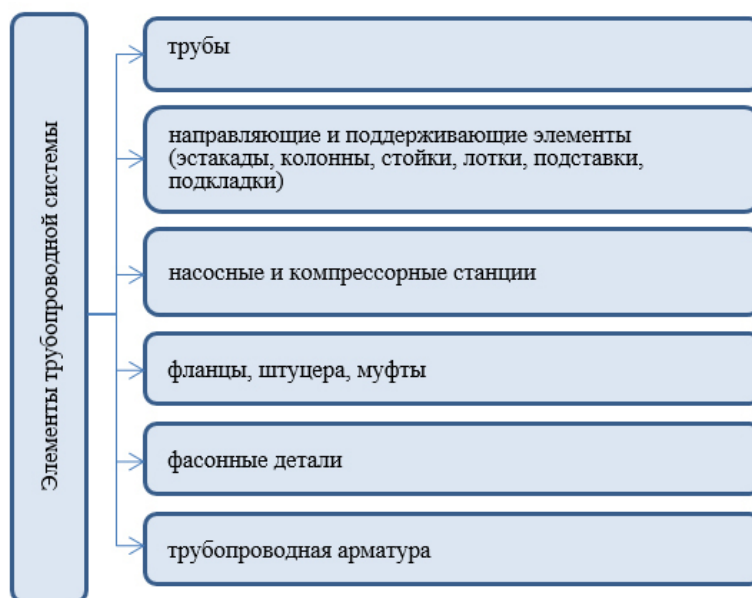 Элементы трубопроводной системы
трубы
направляющие и поддерживающие элементы
(эстакады, колонны, стойки, лотки, подставки,
подкладки)
насосные и компрессорные станции
фланцы, штуцера, муфты
фасонные детали
трубопроводная арматура